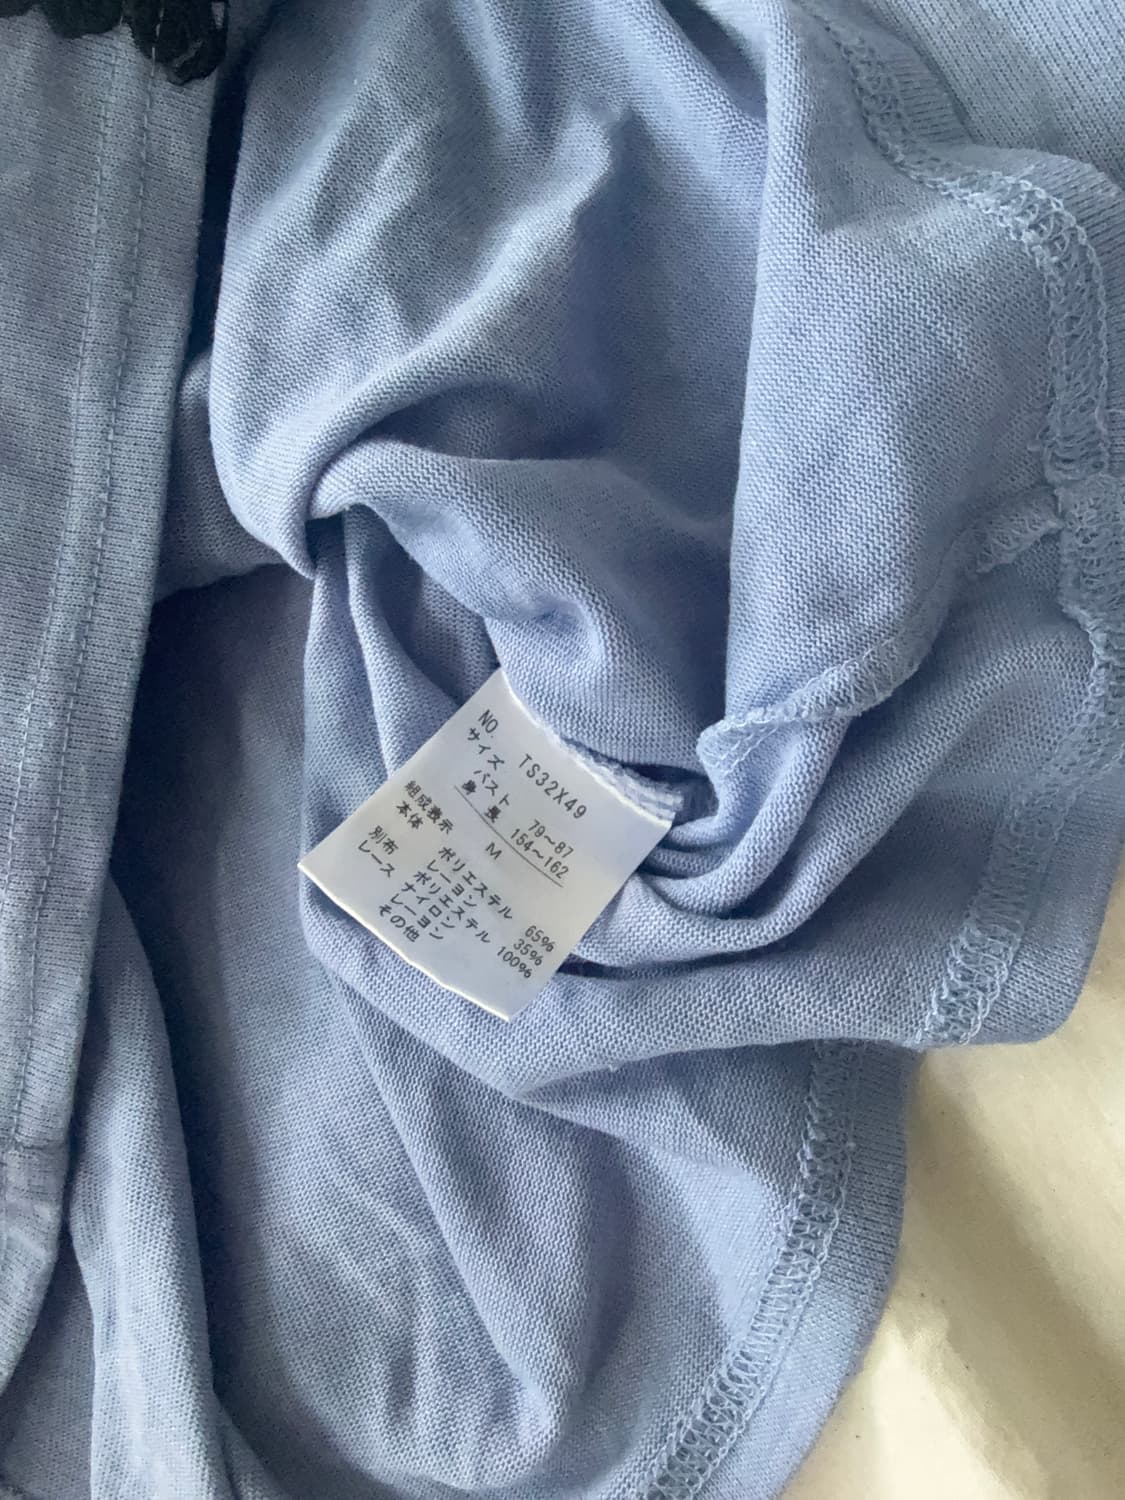 NO. TS32X49
サイズ
バスト 79～87
身長 154～162
M
組成表示
本体 ポリエステル 65%
レーヨン 35%
別布 ポリエステル 100%
レース ナイロン
レーヨン
その他